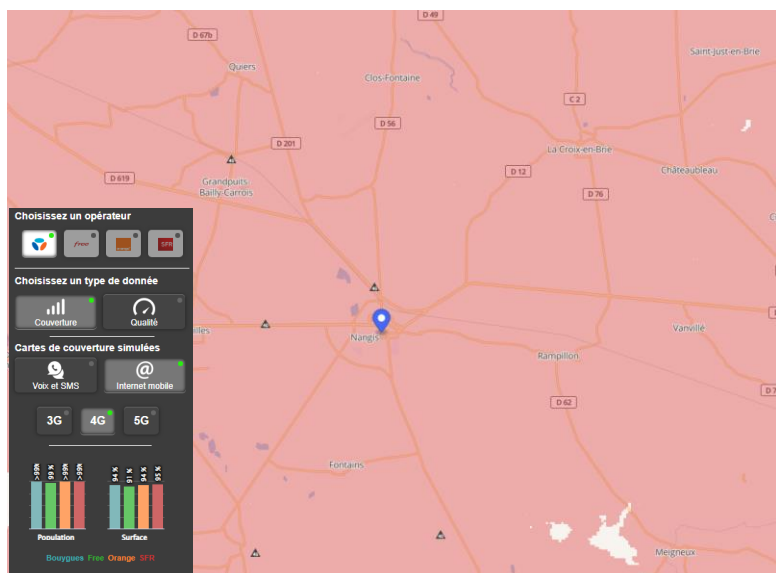 D 49
D 67b
Saint-Just-en-Brie
Quiers
Clos-Fontaine
C 2
D 56
D 201
La Croix-en-Brie
D 12
Châteaubleau
D 619
Grandpuits-
Bailly-Carrois
D 76
Choisissez un opérateur
free
SFR
Choisissez un type de donnée
Couverture
Qualité
illes
Nangis
Vanvillé
Rampillon
Cartes de couverture simulées
Voix et SMS
@
Internet mobile
D 62
3G
4G
5G
Fontains
>99%
99 %
>99%
>99%
94 %
91 %
94 %
95 %
Population
Surface
Meigneux
Bouygues Free Orange SFR